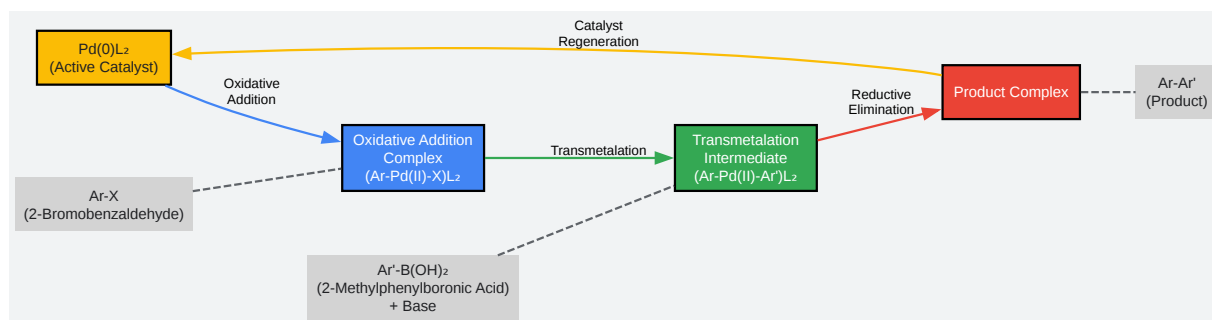 Catalyst
Regeneration
Pd(0)L₂
(Active Catalyst)
Oxidative
Addition
Product Complex
Ar-Ar'
(Product)
Reductive
Elimination
Oxidative Addition
Complex
(Ar-Pd(II)-X)L₂
Transmetalation
Transmetalation
Intermediate
(Ar-Pd(II)-Ar')L₂
Ar-X
(2-Bromobenzaldehyde)
Ar'-B(OH)₂
(2-Methylphenylboronic Acid)
+ Base